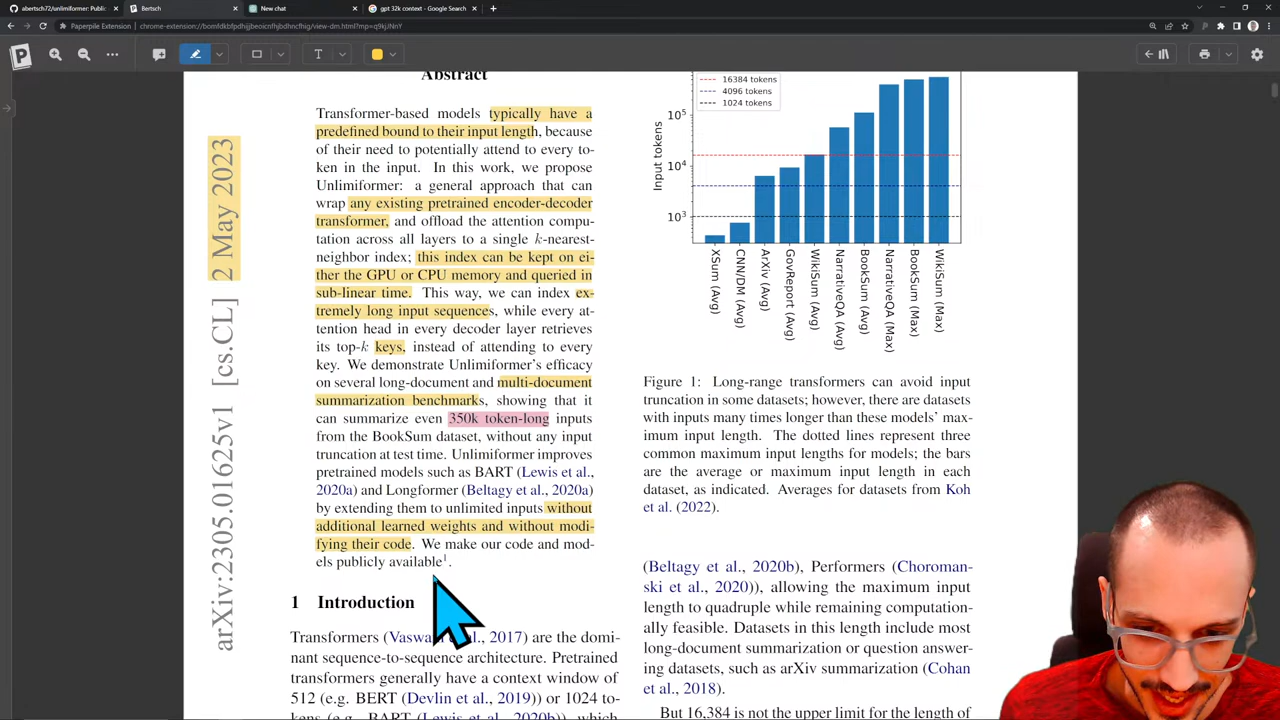 abertsch72/unlimiformer: Public
Bertsch
New chat
gpt 32k context - Google Search
Paperpile Extension
Abstract
Transformer-based models typically have a
predefined bound to their input length, because
of their need to potentially attend to every to-
ken in the input. In this work, we propose
Unlimiformer: a general approach that can
wrap any existing pretrained encoder-decoder
transformer, and offload the attention compu-
tation across all layers to a single k-nearest-
neighbor index; this index can be kept on ei-
ther the GPU or CPU memory and queried in
sub-linear time. This way, we can index ex-
tremely long input sequences, while every at-
tention head in every decoder layer retrieves
its top-k keys, instead of attending to every
key. We demonstrate Unlimiformer's efficacy
on several long-document and multi-document
summarization benchmarks, showing that it
can summarize even 350k token-long inputs
from the BookSum dataset, without any input
truncation at test time. Unlimiformer improves
pretrained models such as BART (Lewis et al.,
2020a) and Longformer (Beltagy et al., 2020a)
by extending them to unlimited inputs without
additional learned weights and without modi-
fying their code. We make our code and mod-
els publicly available1.
1 Introduction
Transformers (Vaswa et al., 2017) are the domi-
nant sequence-to-sequence architecture. Pretrained
transformers generally have a context window of
512 (e.g. BERT (Devlin et al., 2019)) or 1024 to-
kens (e.g. BART (Lewis et al., 2020b)), which
arXiv:2305.01625v1 [cs.CL] 2 May 2023
16384 tokens
4096 tokens
1024 tokens
Input tokens
10^5
10^4
10^3
XSum (Avg)
CNN/DM (Avg)
ArXiv (Avg)
GovReport (Avg)
WikiSum (Avg)
NarrativeQA (Avg)
BookSum (Avg)
NarrativeQA (Max)
BookSum (Max)
WikiSum (Max)
Figure 1: Long-range transformers can avoid input
truncation in some datasets; however, there are datasets
with inputs many times longer than these models' max-
imum input length. The dotted lines represent three
common maximum input lengths for models; the bars
are the average or maximum input length in each
dataset, as indicated. Averages for datasets from Koh
et al. (2022).
(Beltagy et al., 2020b), Performers (Choroman-
ski et al., 2020)), allowing the maximum input
length to quadruple while remaining computation-
ally feasible. Datasets in this length include most
long-document summarization or question answer-
ing datasets, such as arXiv summarization (Cohan
et al., 2018).
But 16,384 is not the upper limit for the length of